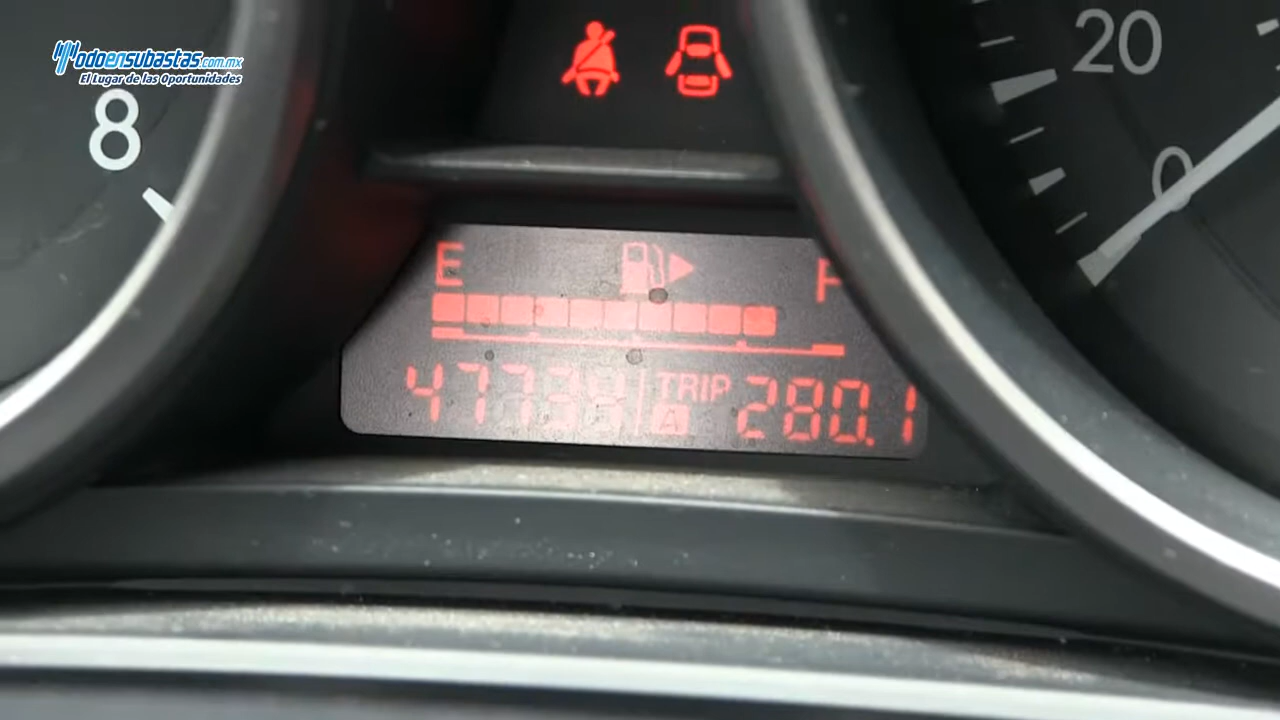 Todoensubastas.com.mx
El Lugar de las Oportunidades
20
8
0
E F
TRIP 280.1
A